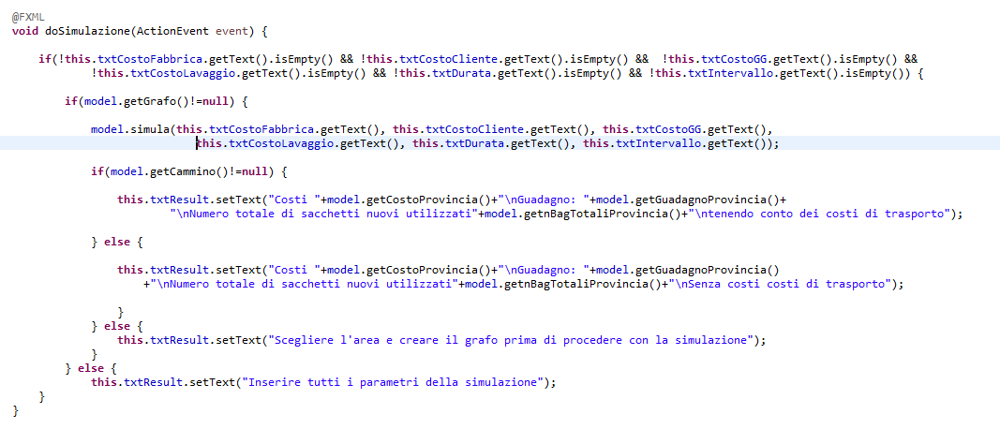 @FXML
void doSimulazione(ActionEvent event) {
if(!this.txtCostoFabbrica.getText().isEmpty() && !this.txtCostoCliente.getText().isEmpty() &&  !this.txtCostoGG.getText().isEmpty() &&
!this.txtCostoLavaggio.getText().isEmpty() && !this.txtDurata.getText().isEmpty() && !this.txtIntervallo.getText().isEmpty()) {
if(model.getGrafo()!=null) {
model.simula(this.txtCostoFabbrica.getText(), this.txtCostoCliente.getText(), this.txtCostoGG.getText(),
this.txtCostoLavaggio.getText(), this.txtDurata.getText(), this.txtIntervallo.getText());
if(model.getCammino()!=null) {
this.txtResult.setText("Costi "+model.getCostoProvincia()+"\nGuadagno: "+model.getGuadagnoProvincia()+
"\nNumero totale di sacchetti nuovi utilizzati"+model.getnBagTotaliProvincia()+"\ntenendo conto dei costi di trasporto");
} else {
this.txtResult.setText("Costi "+model.getCostoProvincia()+"\nGuadagno: "+model.getGuadagnoProvincia()
+"\nNumero totale di sacchetti nuovi utilizzati"+model.getnBagTotaliProvincia()+"\nSenza costi costi di trasporto");
}
} else {
this.txtResult.setText("Scegliere l'area e creare il grafo prima di procedere con la simulazione");
}
} else {
this.txtResult.setText("Inserire tutti i parametri della simulazione");
}
}